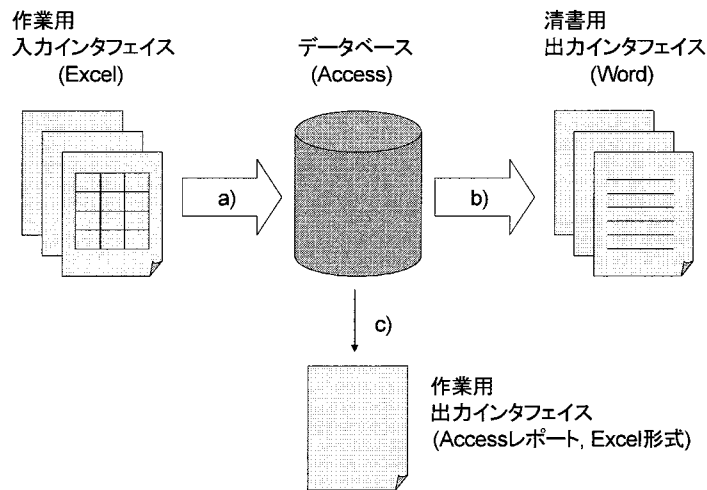 作業用
入力インタフェイス
(Excel)
データベース
(Access)
清書用
出力インタフェイス
(Word)
a)
b)
c)
作業用
出力インタフェイス
(Accessレポート, Excel形式)